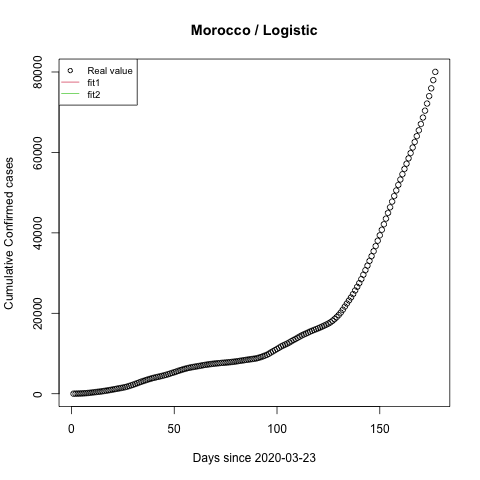 Morocco / Logistic
Real value
fit1
fit2
Cumulative Confirmed cases
80000
60000
40000
20000
0
0 50 100 150
Days since 2020-03-23